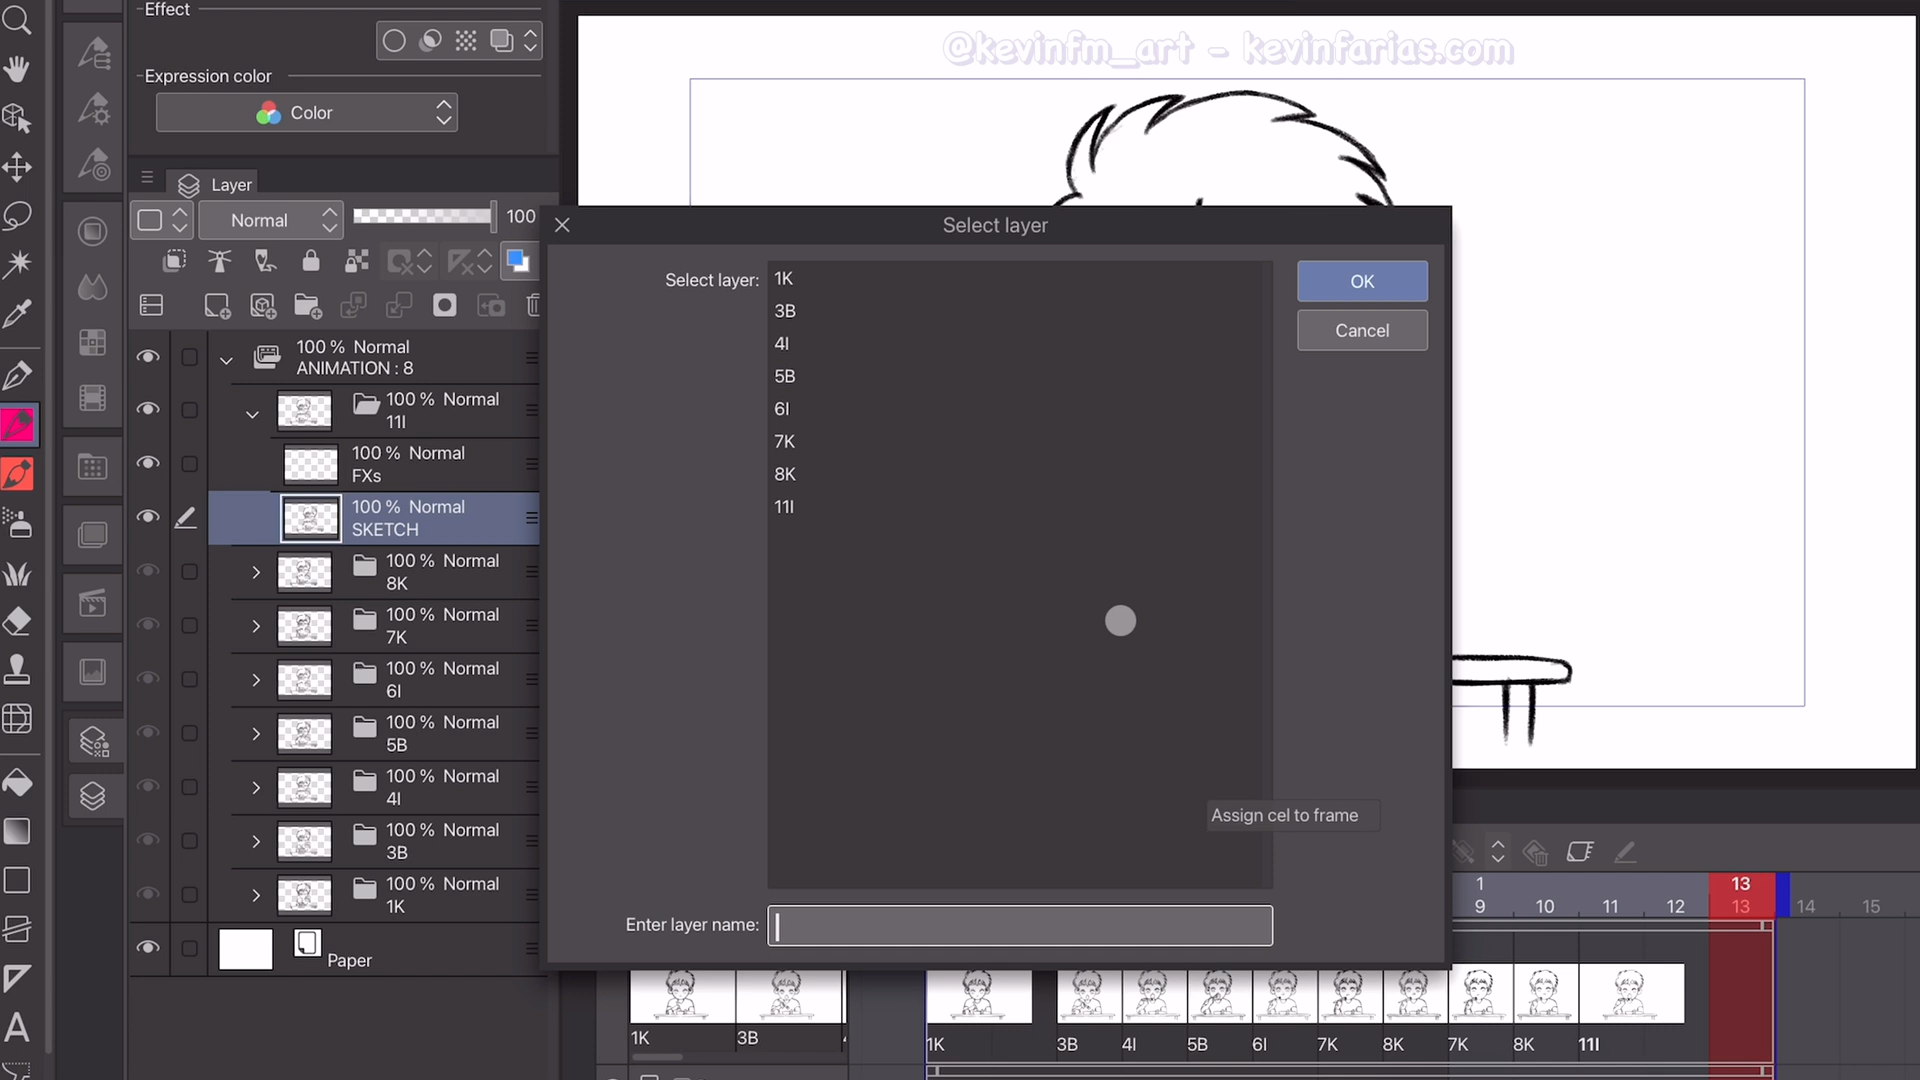 Effect
Expression color
Color
Layer
Normal
100
100 % Normal
ANIMATION : 8
100 % Normal
11I
100 % Normal
FXs
100 % Normal
SKETCH
100 % Normal
8K
100 % Normal
7K
100 % Normal
6I
100 % Normal
5B
100 % Normal
4I
100 % Normal
3B
100 % Normal
1K
Paper
@kevinfm_art - kevinfarias.com
Select layer
Select layer:
1K
3B
4I
5B
6I
7K
8K
11I
OK
Cancel
Assign cel to frame
Enter layer name:
1 13
9 10 11 12 13 14 15
1K 3B
1K 3B 4I 5B 6I 7K 8K 7K 8K 11I